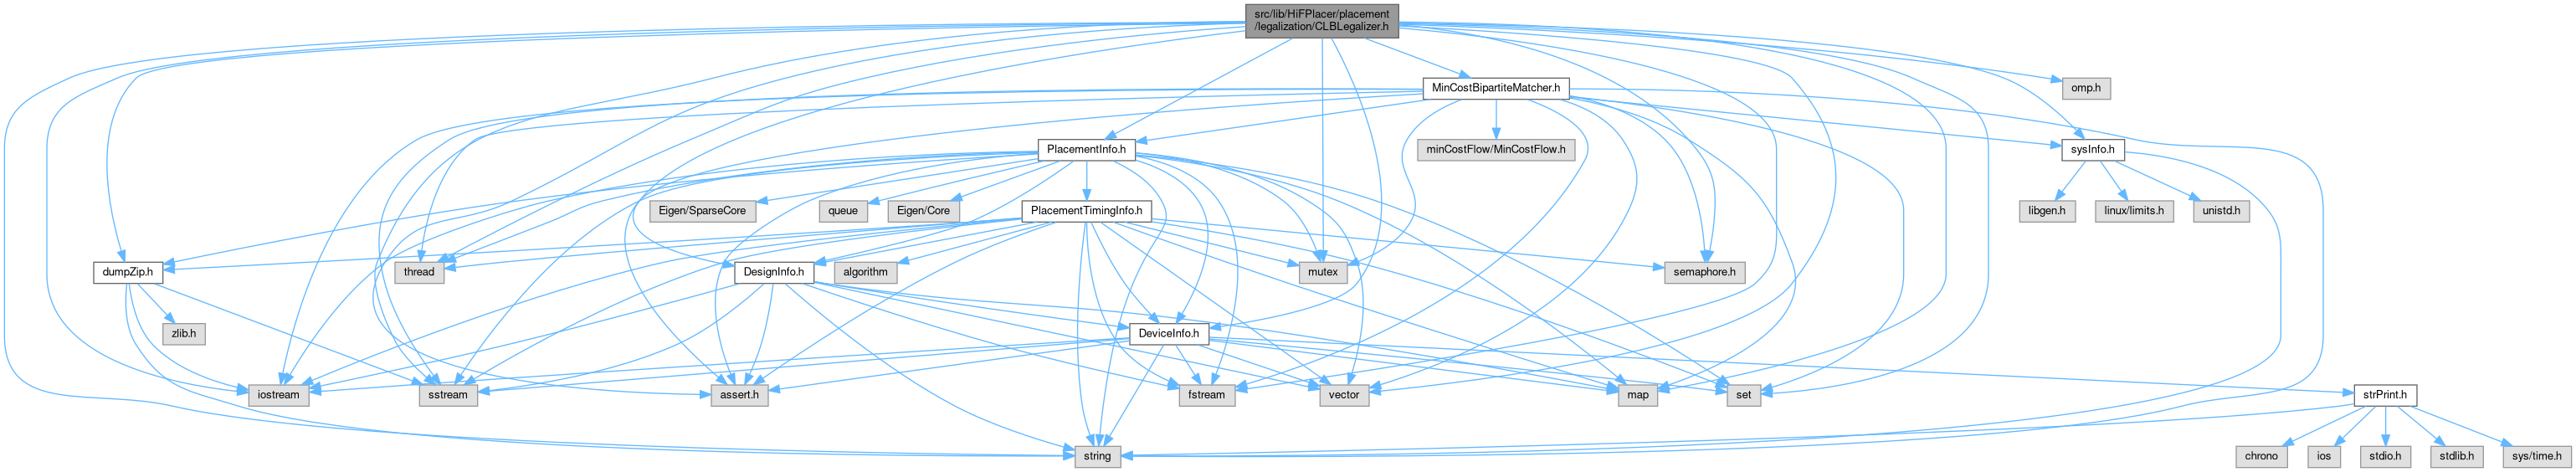 src/lib/HiFPlacer/placement
/legalization/CLBLegalizer.h
MinCostBipartiteMatcher.h
omp.h
PlacementInfo.h
minCostFlow/MinCostFlow.h
sysInfo.h
Eigen/SparseCore
queue
Eigen/Core
PlacementTimingInfo.h
libgen.h
linux/limits.h
unistd.h
dumpZip.h
thread
DesignInfo.h
algorithm
mutex
semaphore.h
zlib.h
DeviceInfo.h
iostream
sstream
assert.h
fstream
vector
map
set
strPrint.h
string
chrono
ios
stdio.h
stdlib.h
sys/time.h